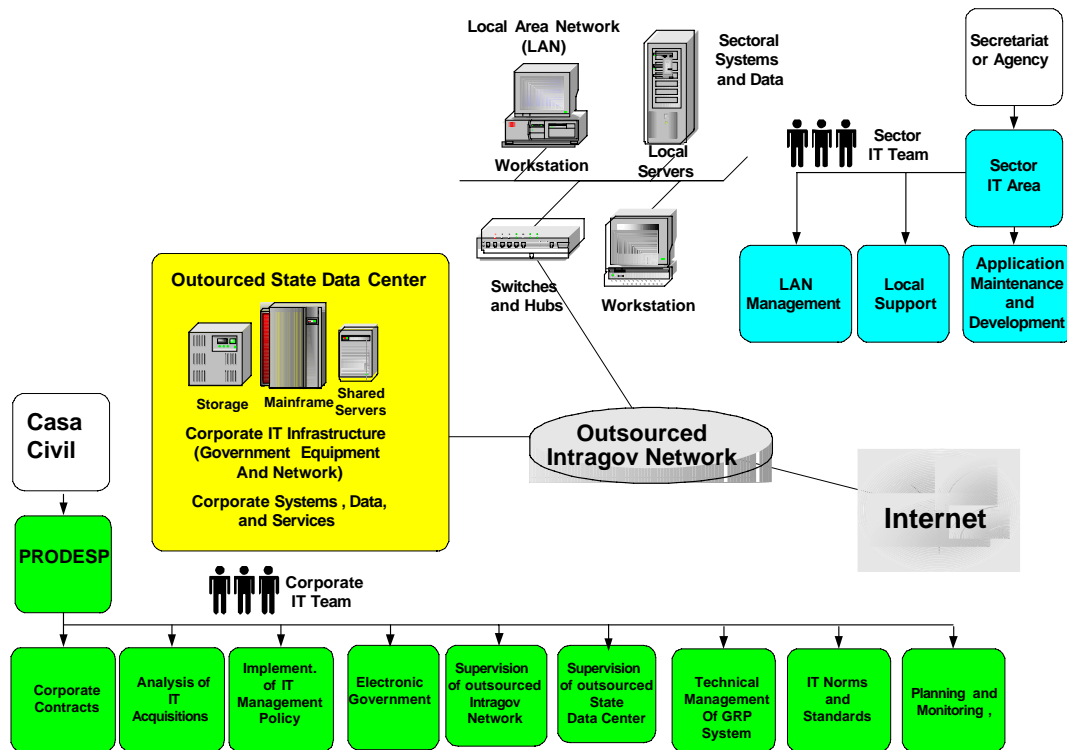 Local Area Network
(LAN)
Sectoral
Systems
and Data
Secretariat
or Agency
Workstation
Local
Servers
Sector
IT Team
Sector
IT Area
Switches
and Hubs
Workstation
LAN
Management
Local
Support
Application
Maintenance
and
Development
Outourced State Data Center
Storage
Mainframe
Shared
Servers
Corporate IT Infrastructure
(Government Equipment
And Network)
Corporate Systems , Data,
and Services
Casa
Civil
Outsourced
Intragov Network
Internet
PRODESP
Corporate
IT Team
Corporate
Contracts
Analysis of
IT
Acquisitions
Implement.
of IT
Management
Policy
Electronic
Government
Supervision
of outsourced
Intragov
Network
Supervision
of outsourced
State
Data Center
Technical
Management
Of GRP
System
IT Norms
and
Standards
Planning and
Monitoring ,